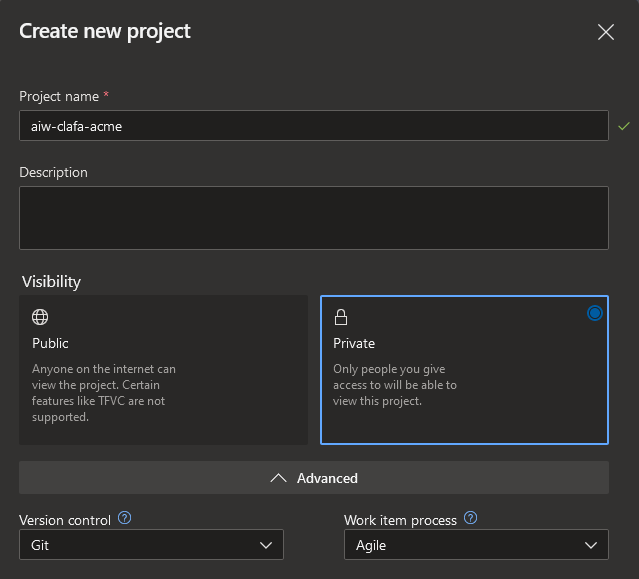 Create new project
Project name *
aiw-clafa-acme
Description
Visibility
Public
Anyone on the internet can
view the project. Certain
features like TFVC are not
supported.
Private
Only people you give
access to will be able to
view this project.
Advanced
Version control ?
Git
Work item process ?
Agile